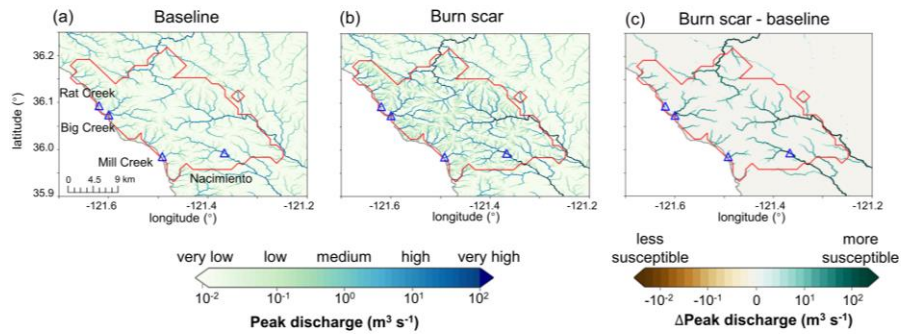 (a) Baseline
(b) Burn scar
(c) Burn scar - baseline
latitude (°)
36.2
36.1
36.0
35.9
Rat Creek
Big Creek
Mill Creek
Nacimiento
0 4.5 9 km
-121.6 -121.4 -121.2
longitude (°)
-121.6 -121.4 -121.2
longitude (°)
-121.6 -121.4 -121.2
longitude (°)
very low low medium high very high
10⁻² 10⁻¹ 10⁰ 10¹ 10²
Peak discharge (m³ s⁻¹)
less susceptible
more susceptible
-10² -10¹ 0 10¹ 10²
ΔPeak discharge (m³ s⁻¹)